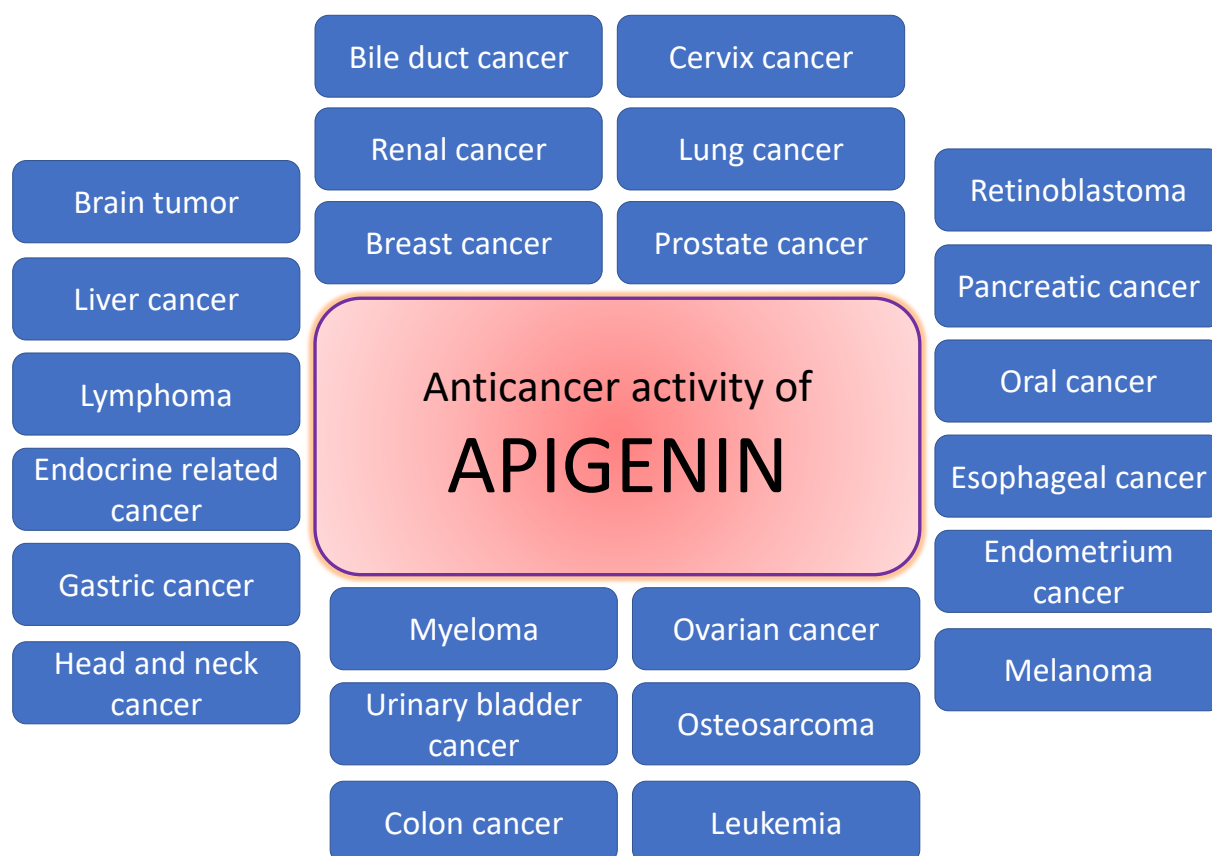 Bile duct cancer
Cervix cancer
Renal cancer
Lung cancer
Breast cancer
Prostate cancer
Brain tumor
Liver cancer
Lymphoma
Endocrine related
cancer
Gastric cancer
Head and neck
cancer
Anticancer activity of
APIGENIN
Retinoblastoma
Pancreatic cancer
Oral cancer
Esophageal cancer
Endometrium
cancer
Melanoma
Myeloma
Ovarian cancer
Urinary bladder
cancer
Osteosarcoma
Colon cancer
Leukemia